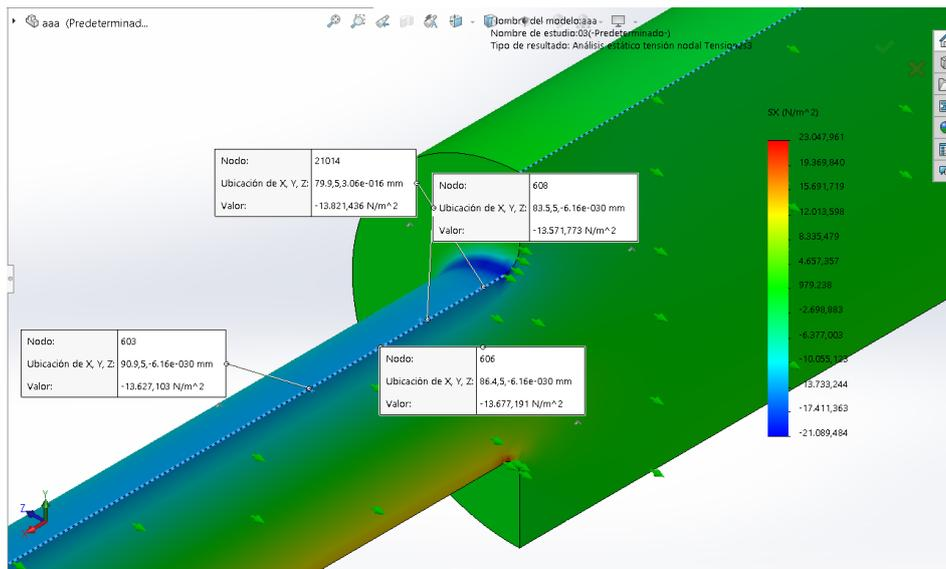 aaa (Predeterminad...
Nombre del modelo:aaa
Nombre de estudio:03(-Predeterminado-)
Tipo de resultado: Análisis estático tensión nodal Tensiones3
SX (N/m^2)
23.047,961
19.369,840
15.691,719
12.013,598
8.335,479
4.657,357
979.238
-2.698,883
-6.377,003
-10.055,123
-13.733,244
-17.411,363
-21.089,484
Nodo: 21014
Ubicación de X, Y, Z: 79.9,5,3.06e-016 mm
Valor: -13.821,436 N/m^2
Nodo: 608
Ubicación de X, Y, Z: 83.5,5,-6.16e-030 mm
Valor: -13.571,773 N/m^2
Nodo: 603
Ubicación de X, Y, Z: 90.9,5,-6.16e-030 mm
Valor: -13.627,103 N/m^2
Nodo: 606
Ubicación de X, Y, Z: 86.4,5,-6.16e-030 mm
Valor: -13.677,191 N/m^2
Y
Z
X